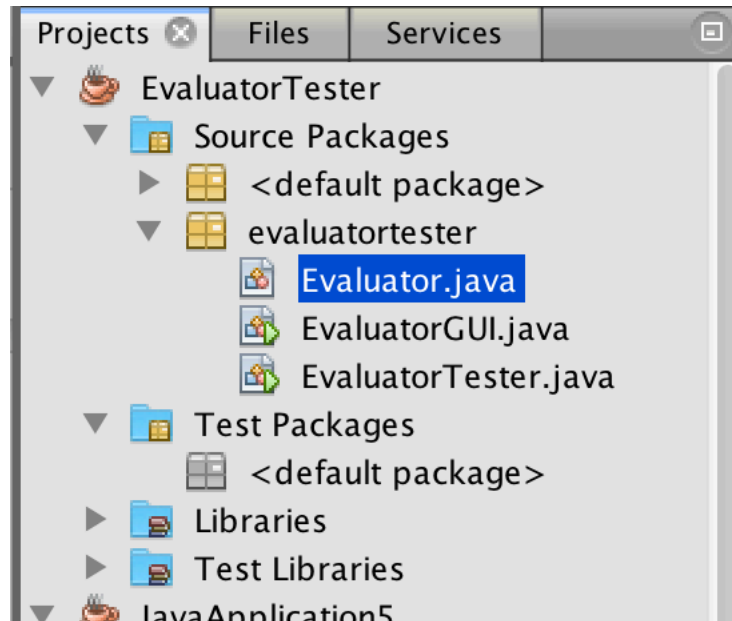 Projects Files Services
EvaluatorTester
Source Packages
<default package>
evaluatortester
Evaluator.java
EvaluatorGUI.java
EvaluatorTester.java
Test Packages
<default package>
Libraries
Test Libraries
JavaApplication5